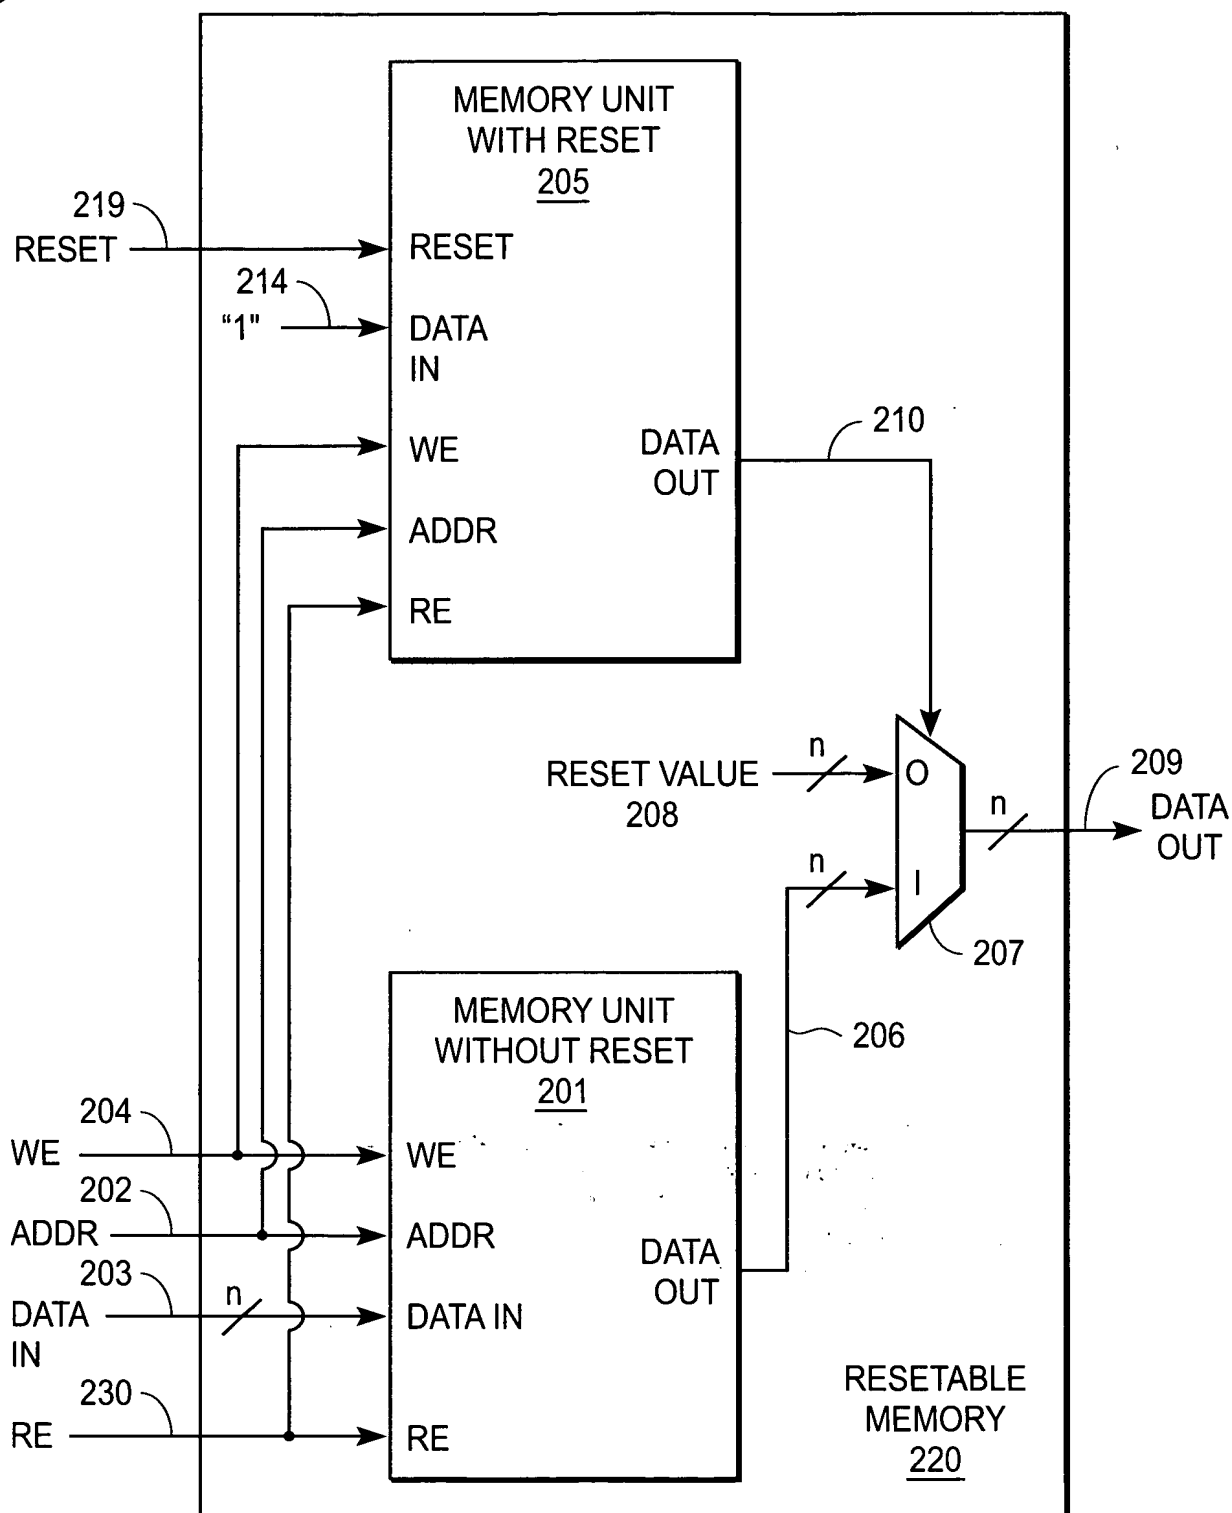 MEMORY UNIT
WITH RESET
205
219
RESET
RESET
214
"1"
DATA
IN
WE
DATA
OUT
210
ADDR
RE
RESET VALUE
208
n
O
n
I
n
209
DATA
OUT
207
206
MEMORY UNIT
WITHOUT RESET
201
204
WE
WE
202
ADDR
ADDR
DATA
OUT
203
DATA
IN
n
DATA IN
230
RE
RE
RESETABLE
MEMORY
220